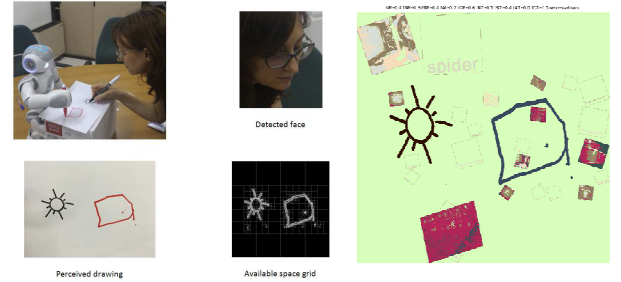 Detected face
spider
Perceived drawing
Available space grid